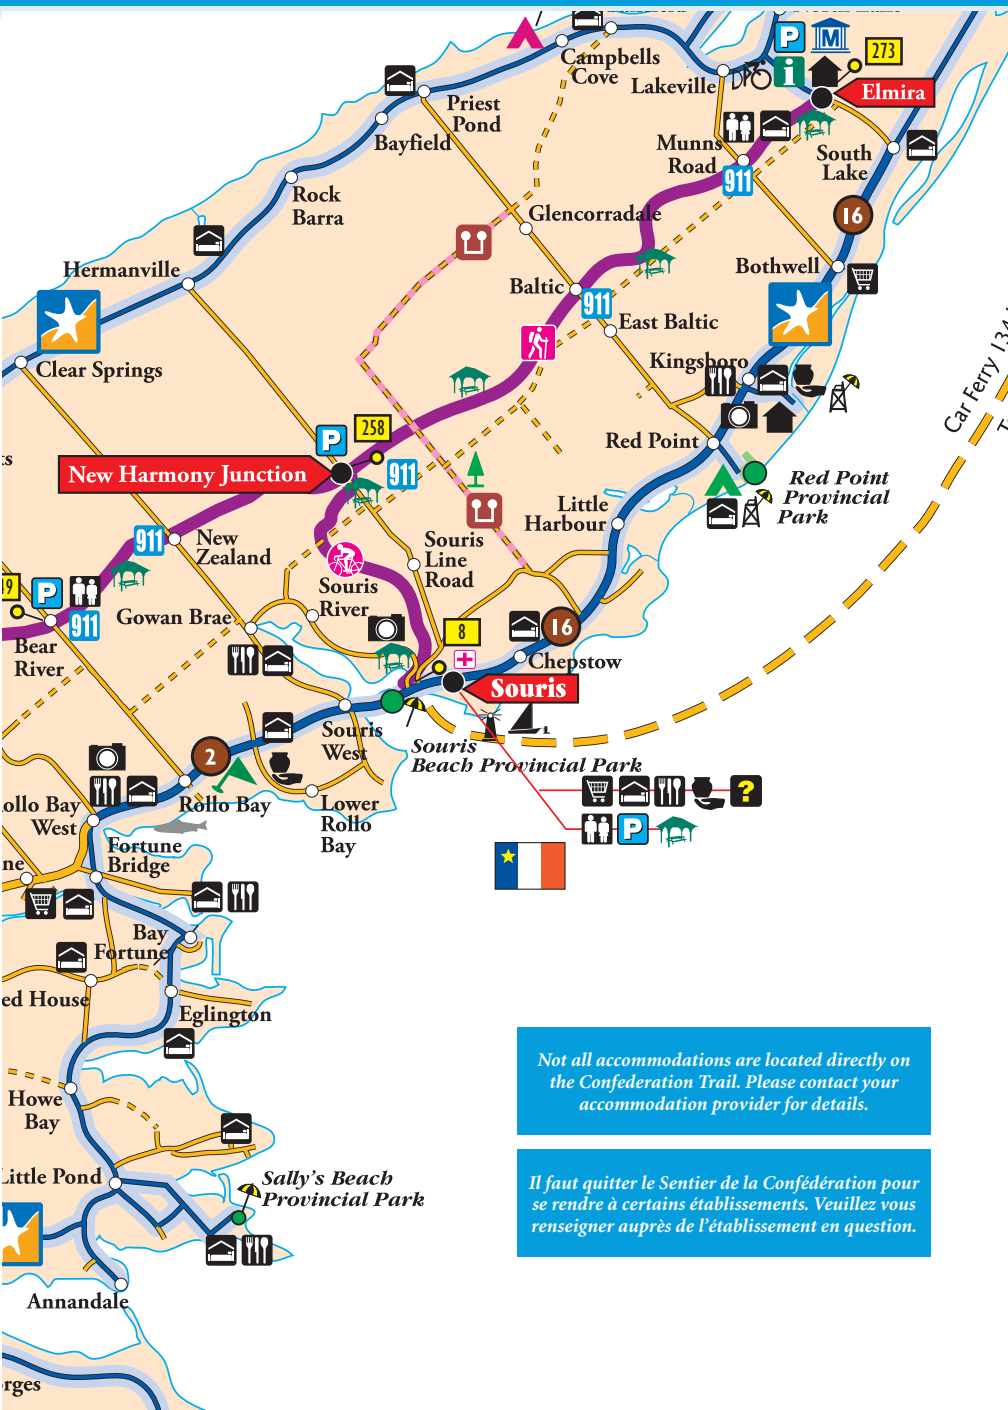 Campbells
Cove
Lakeville
P
M
i
273
Elmira
Priest
Pond
Bayfield
Munns
Road
South
Lake
911
Rock
Barra
Glencorradale
16
Hermanville
Bothwell
Baltic
911
East Baltic
Clear Springs
Kingsboro
Car Ferry 134
P
258
Red Point
New Harmony Junction
911
Red Point
Provincial
Park
Little
Harbour
911
New
Zealand
Souris
Line
Road
Souris
River
P
911
Gowan Brae
8
16
Bear
River
Chepstow
Souris
Souris
West
Souris
Beach Provincial Park
2
Rollo Bay
Lower
Rollo
Bay
ollo Bay
West
?
P
Fortune
Bridge
ne
Bay
Fortune
ed House
Eglington
Not all accommodations are located directly on
the Confederation Trail. Please contact your
accommodation provider for details.
Howe
Bay
Little Pond
Sally's Beach
Provincial Park
Il faut quitter le Sentier de la Confédération pour
se rendre à certains établissements. Veuillez vous
renseigner auprès de l'établissement en question.
Annandale
rges